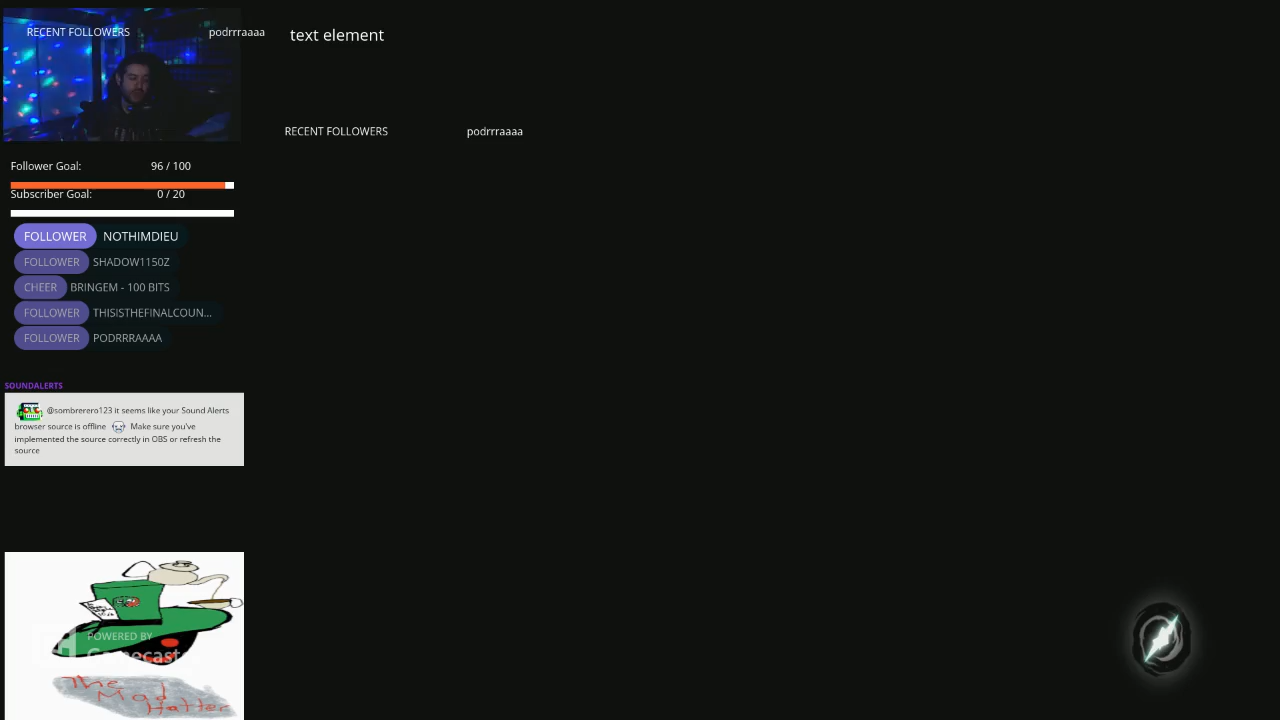 RECENT FOLLOWERS podrrraaaa
text element
RECENT FOLLOWERS podrrraaaa
Follower Goal: 96 / 100
Subscriber Goal: 0 / 20
FOLLOWER NOTHIMDIEU
FOLLOWER SHADOW1150Z
CHEER BRINGEM - 100 BITS
FOLLOWER THISISTHEFINALCOUN...
FOLLOWER PODRRRAAAA
SOUNDALERTS
@sombrerero123 it seems like your Sound Alerts
browser source is offline Make sure you've
implemented the source correctly in OBS or refresh the
source
POWERED BY
Gamecaster
The
Mad
Hatter